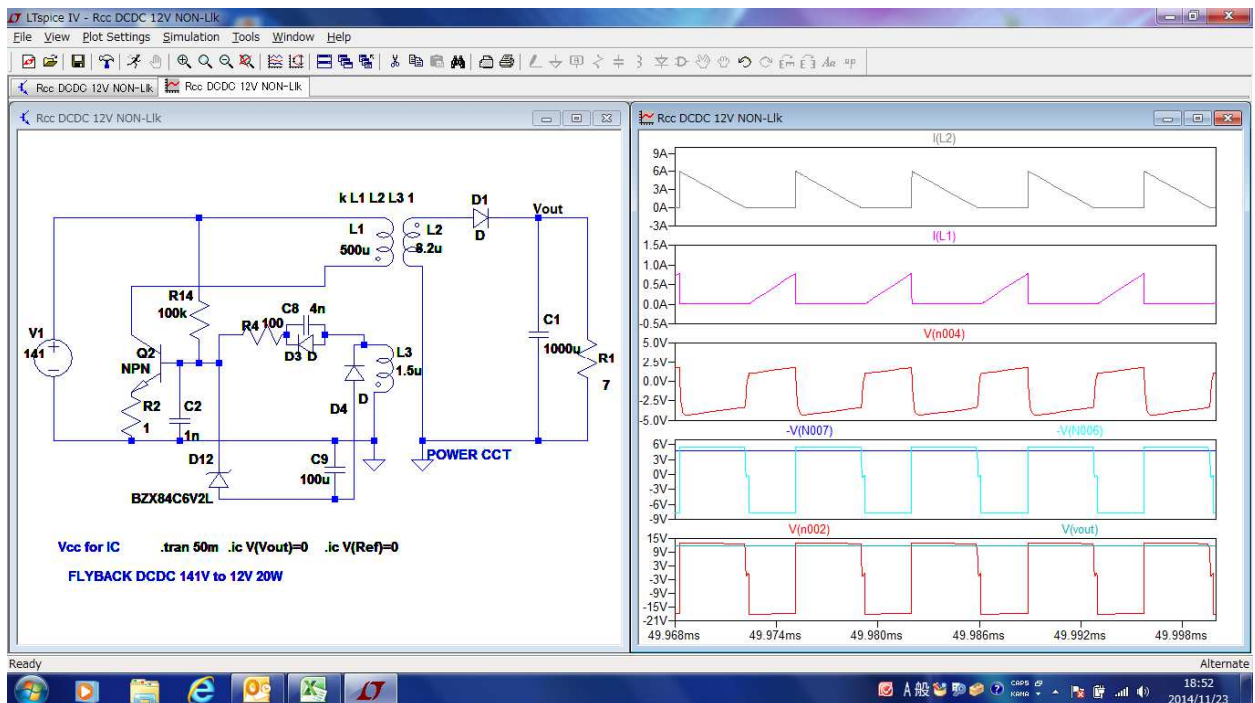 LTspice IV - Rcc DCDC 12V NON-Llk
File View Plot Settings Simulation Tools Window Help
Rcc DCDC 12V NON-Llk Rcc DCDC 12V NON-Llk
Rcc DCDC 12V NON-Llk
k L1 L2 L3 1
D1
Vout
L1
L2
D
500u
8.2u
R14
100k
C8 4n
R4 100
C1
V1
141
Q2
D3 D
L3
1000u
R1
NPN
1.5u
7
R2
C2
D4
D
1
1n
D12
C9
POWER CCT
100u
BZX84C6V2L
Vcc for IC .tran 50m .ic V(Vout)=0 .ic V(Ref)=0
FLYBACK DCDC 141V to 12V 20W
Rcc DCDC 12V NON-Llk
I(L2)
9A
6A
3A
0A
-3A
I(L1)
1.5A
1.0A
0.5A
0.0A
-0.5A
V(n004)
5.0V
2.5V
0.0V
-2.5V
-5.0V
-V(N007) -V(N006)
6V
3V
0V
-3V
-6V
-9V
V(n002) V(vout)
15V
9V
3V
-3V
-9V
-15V
-21V
49.968ms 49.974ms 49.980ms 49.986ms 49.992ms 49.998ms
Ready Alternate
A 般 CAPS KANA 18:52
2014/11/23